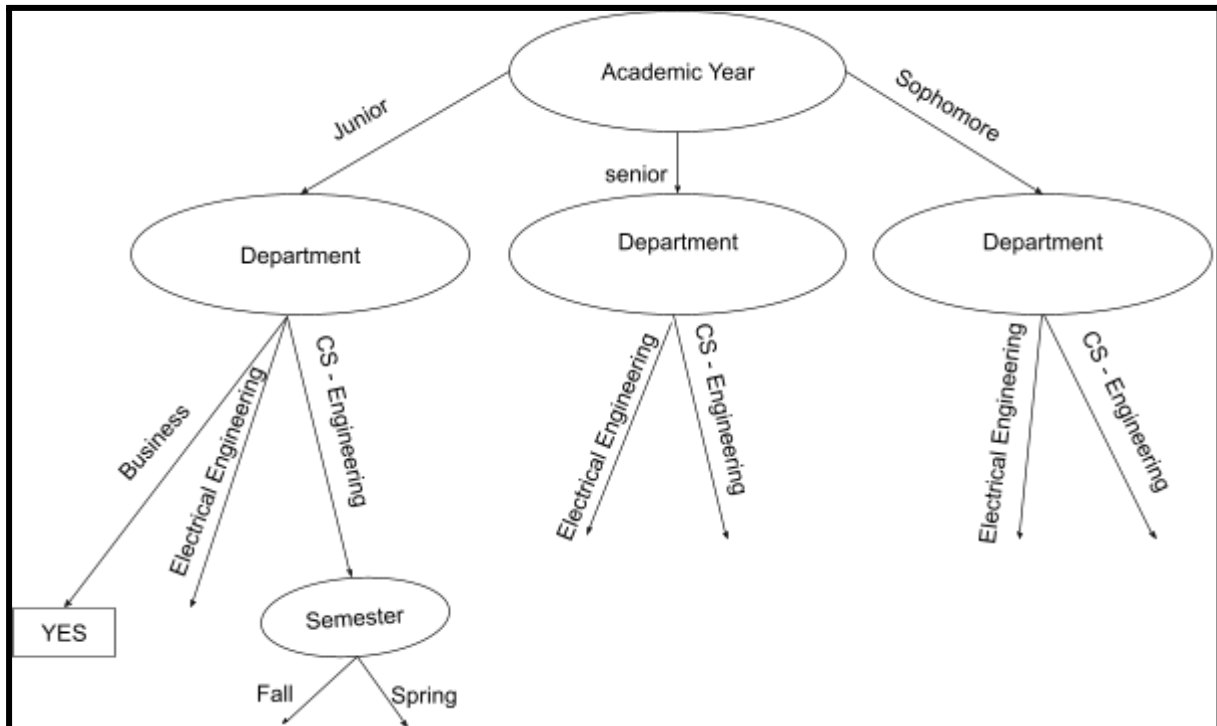 Academic Year
Junior
senior
Sophomore
Department
Department
Department
Business
Electrical Engineering
CS - Engineering
Electrical Engineering
CS - Engineering
Electrical Engineering
CS - Engineering
YES
Semester
Fall
Spring